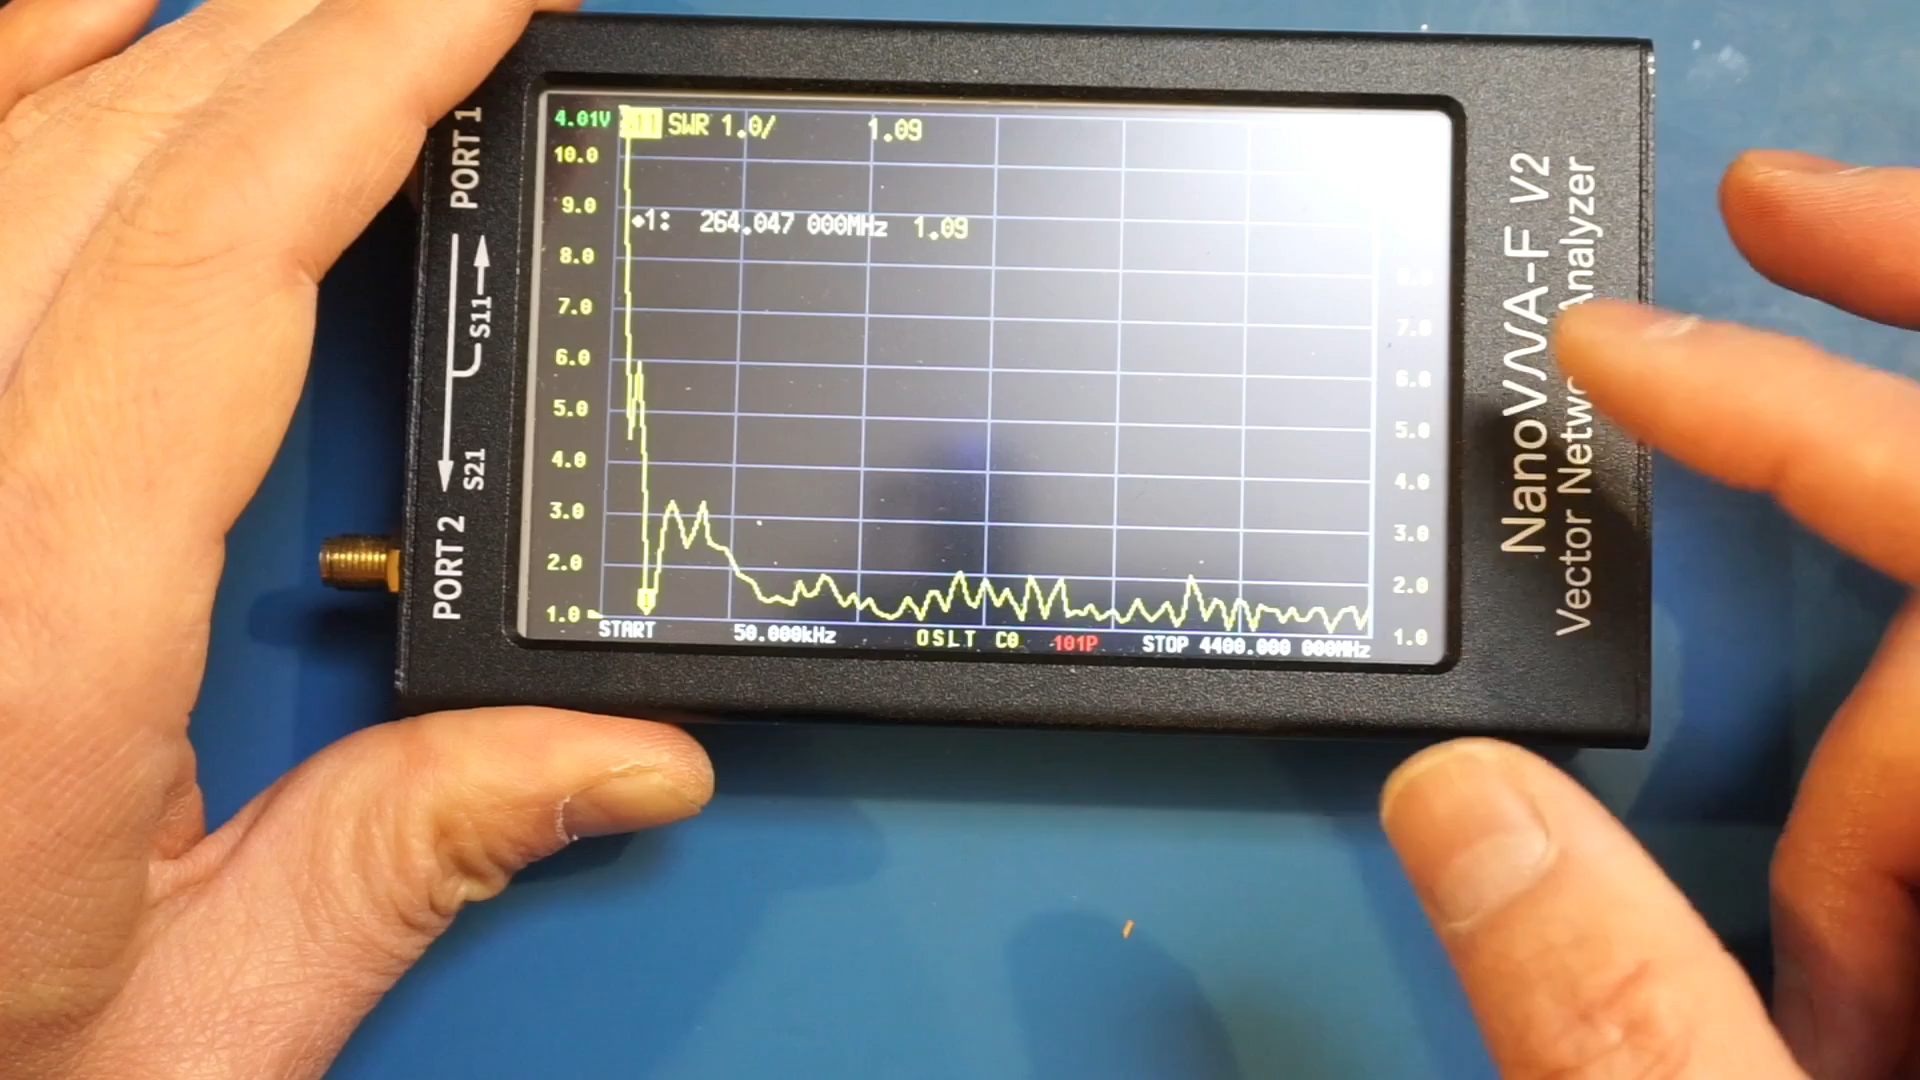 4.01V S11 SWR 1.0/ 1.09
10.0
9.0
◆1: 264.047 000MHz 1.09
8.0
7.0
6.0
5.0
4.0
3.0
2.0
1.0
8.0
7.0
6.0
5.0
4.0
3.0
2.0
1.0
START 50.000kHz OSLT C0 101P STOP 4400.000 000MHz
PORT 1
S11
S21
PORT 2
NanoVNA-F V2
Vector Network Analyzer